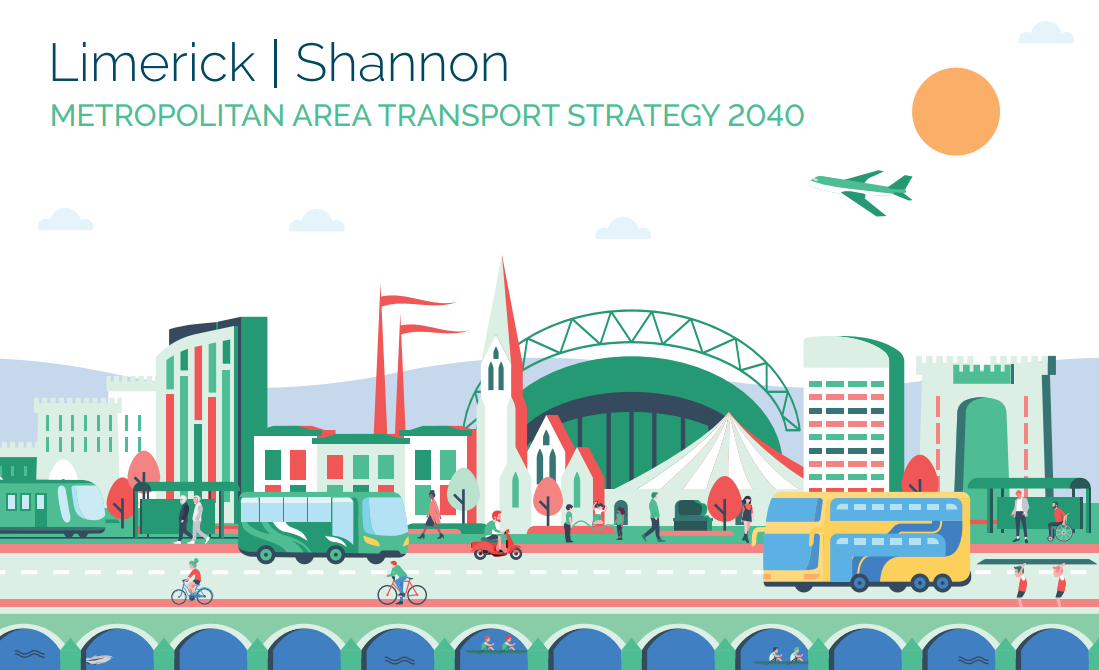 Limerick | Shannon
METROPOLITAN AREA TRANSPORT STRATEGY 2040